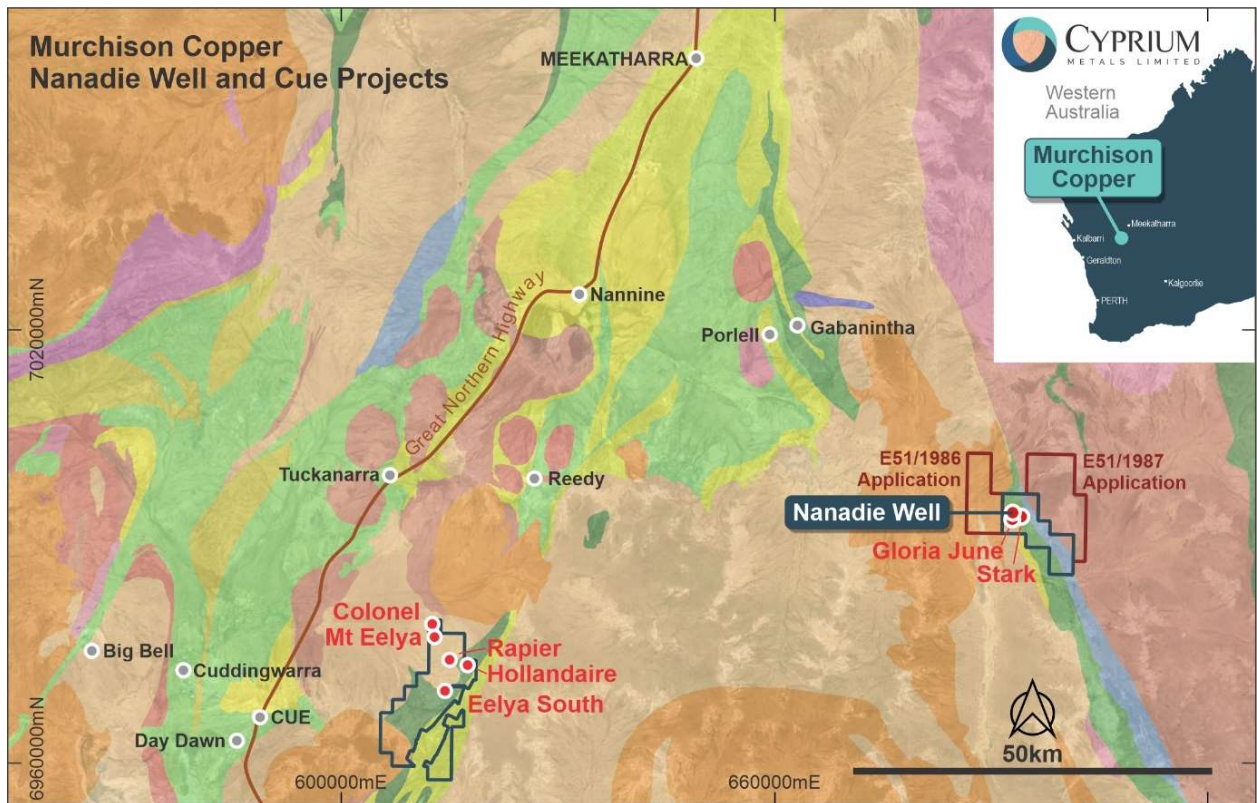 Murchison Copper
Nanadie Well and Cue Projects
CYPRIUM
METALS LIMITED
Western
Australia
Murchison
Copper
Meekatharra
Kalbarri
Geraldton
Kalgoorlie
PERTH
MEEKATHARRA
Nannine
Great Northern Highway
Porlell
Gabanintha
7020000mN
Tuckanarra
Reedy
E51/1986
Application
E51/1987
Application
Nanadie Well
Gloria June
Stark
Colonel
Mt Eelya
Rapier
Hollandaire
Eelya South
Big Bell
Cuddingwarra
CUE
Day Dawn
6960000mN
600000mE
660000mE
50km